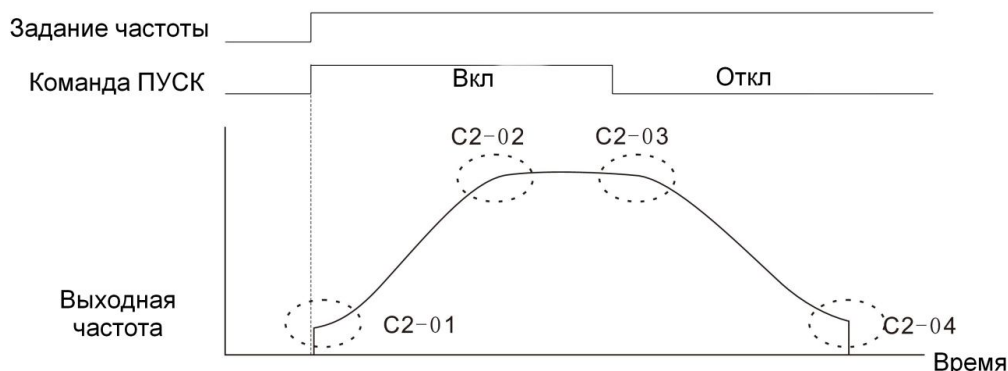 Задание частоты
Команда ПУСК
Вкл
Откл
C2-02
C2-03
Выходная
частота
C2-01
C2-04
Время